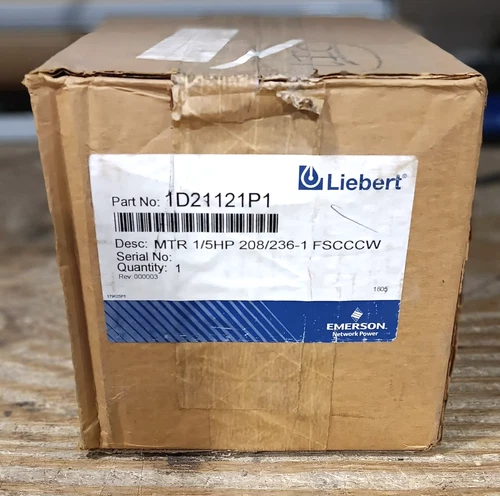 Liebert®
Part No: 1D21121P1
Desc: MTR 1/5HP 208/236-1 FSCCCW
Serial No:
Quantity: 1
Rev: 000003
1605
EMERSON.
Network Power